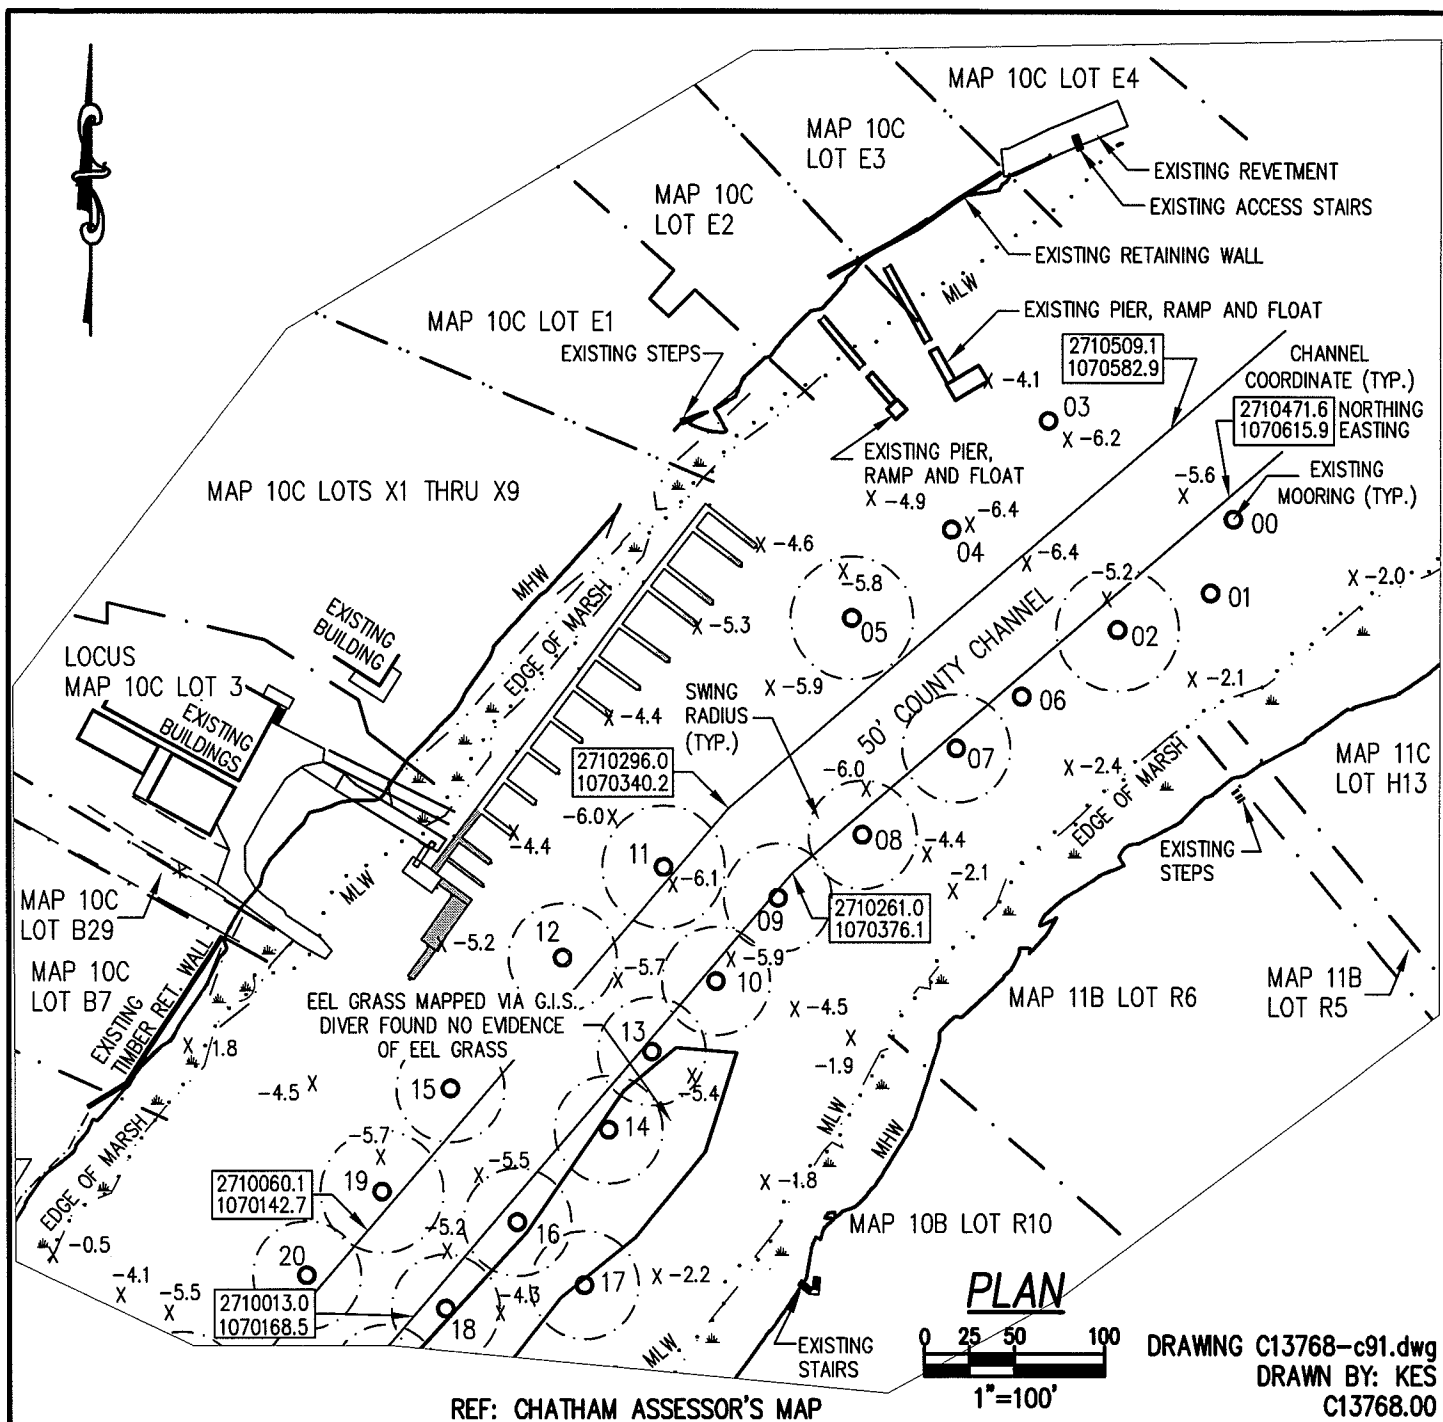 MAP 10C LOT E4
MAP 10C
LOT E3
EXISTING REVETMENT
MAP 10C
LOT E2
EXISTING ACCESS STAIRS
EXISTING RETAINING WALL
MLW
MAP 10C LOT E1
EXISTING PIER, RAMP AND FLOAT
EXISTING STEPS
2710509.1
1070582.9
CHANNEL
COORDINATE (TYP.)
X -4.1
03
X -6.2
2710471.6 NORTHING
1070615.9 EASTING
EXISTING PIER,
RAMP AND FLOAT
X -4.9
-5.6
X
EXISTING
MOORING (TYP.)
MAP 10C LOTS X1 THRU X9
X -6.4
04
00
X -4.6
X -6.4
MHW
EDGE OF MARSH
X
-5.8
05
-5.2
X
02
01
X -2.0
EXISTING
BUILDING
X -5.3
50' COUNTY CHANNEL
LOCUS
MAP 10C LOT 3
EXISTING
BUILDINGS
X -5.9
SWING
RADIUS
(TYP.)
06
X -2.1
X -4.4
07
2710296.0
1070340.2
-6.0
X
X -2.4
EDGE OF MARSH
MAP 11C
LOT H13
-6.0 X
X
-4.4
11
X -6.1
08
-4.4
X
-2.1
X
EXISTING
STEPS
MLW
MAP 10C
LOT B29
09
2710261.0
1070376.1
12
X -5.2
-5.9
X
10
MAP 10C
LOT B7
-5.7
X
MAP 11B LOT R6
MAP 11B
LOT R5
EXISTING
TIMBER RET. WALL
EEL GRASS MAPPED VIA G.I.S.
DIVER FOUND NO EVIDENCE
OF EEL GRASS
X -4.5
X
-1.9
13
X -1.8
-4.5 X
15
X
-5.4
14
MLW
MHW
EDGE OF MARSH
-5.7
X
19
-5.5
X
X -1.8
2710060.1
1070142.7
-5.2
X
16
MAP 10B LOT R10
X -0.5
20
17
X -2.2
-4.1
X
-5.5
X
2710013.0
1070168.5
18
-4.3
X
MLW
EXISTING
STAIRS
PLAN
0 25 50 100
1"=100'
DRAWING C13768-c91.dwg
DRAWN BY: KES
C13768.00
REF: CHATHAM ASSESSOR'S MAP